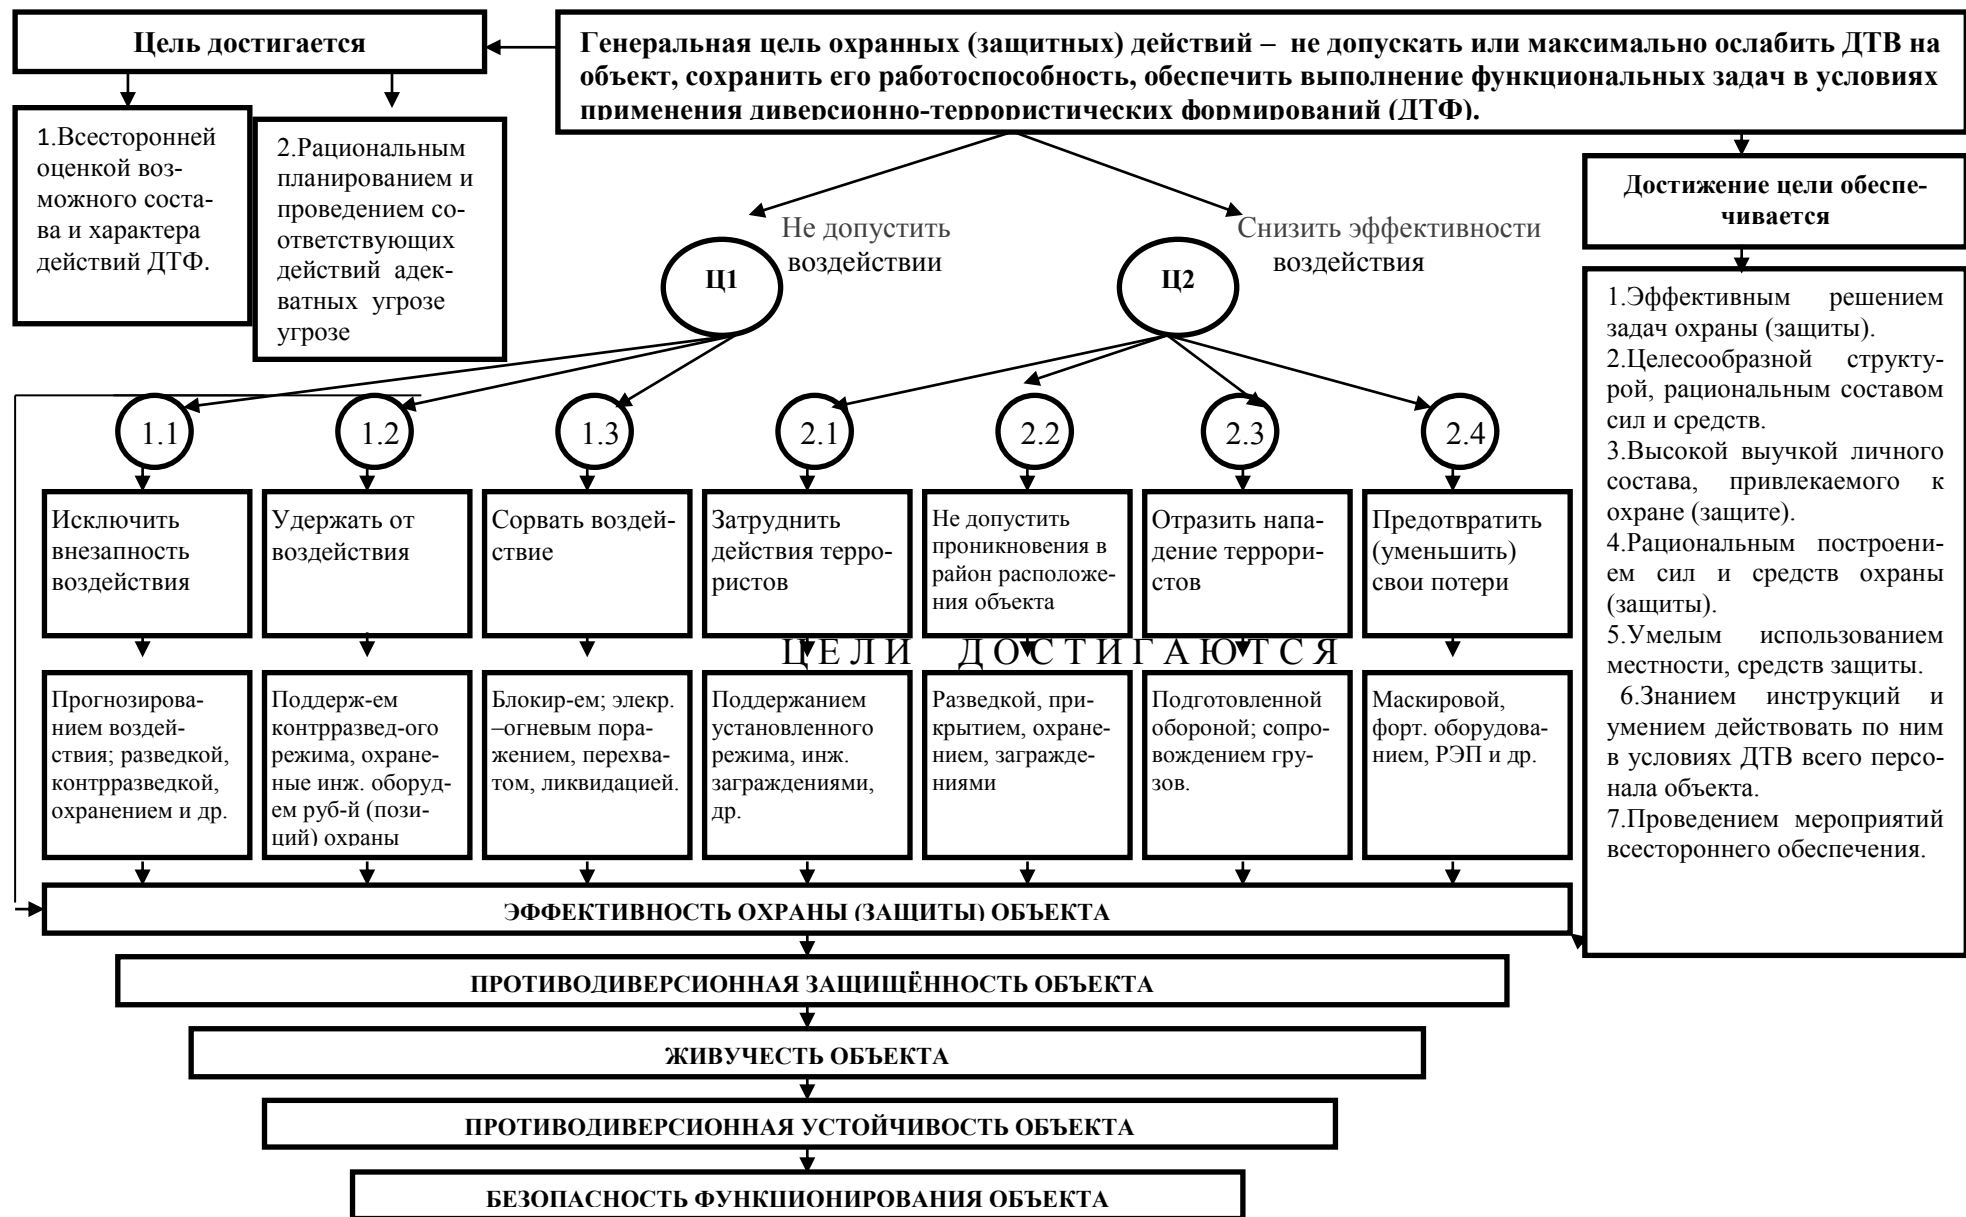 Цель достигается
Генеральная цель охранных (защитных) действий – не допускать или максимально ослабить ДТВ на
объект, сохранить его работоспособность, обеспечить выполнение функциональных задач в условиях
применения диверсионно-террористических формирований (ДТФ).
1.Всесторонней
оценкой воз-
можного соста-
ва и характера
действий ДТФ.
2.Рациональным
планированием и
проведением со-
ответствующих
действий адек-
ватных угрозе
угрозе
Не допустить
воздействии
Ц1
Снизить эффективности
воздействия
Ц2
Достижение цели обеспе-
чивается
1.Эффективным решением
задач охраны (защиты).
2.Целесообразной структу-
рой, рациональным составом
сил и средств.
3.Высокой выучкой личного
состава, привлекаемого к
охране (защите).
4.Рациональным построени-
ем сил и средств охраны
(защиты).
5.Умелым использованием
местности, средств защиты.
6.Знанием инструкций и
умением действовать по ним
в условиях ДТВ всего персо-
нала объекта.
7.Проведением мероприятий
всестороннего обеспечения.
1.1
1.2
1.3
2.1
2.2
2.3
2.4
Исключить
внезапность
воздействия
Удержать от
воздействия
Сорвать воздей-
ствие
Затруднить
действия терро-
ристов
Не допустить
проникновения в
район расположе-
ния объекта
Отразить напа-
дение террори-
стов
Предотвратить
(уменьшить)
свои потери
ЦЕЛИ ДОСТИГАЮТСЯ
Прогнозирова-
нием воздей-
ствия; разведкой,
контрразведкой,
охранением и др.
Поддерж-ем
контрразвед-ого
режима, охране-
ные инж. оборуд-
ем руб-й (пози-
ций) охраны
Блокир-ем; элекр.
–огневым пора-
жением, перехва-
том, ликвидацией.
Поддержанием
установленного
режима, инж.
заграждениями,
др.
Разведкой, при-
крытием, охране-
нием, загражде-
ниями
Подготовленной
обороной; сопро-
вождением гру-
зов.
Маскировой,
форт. оборудова-
нием, РЭП и др.
ЭФФЕКТИВНОСТЬ ОХРАНЫ (ЗАЩИТЫ) ОБЪЕКТА
ПРОТИВОДИВЕРСИОННАЯ ЗАЩИЩЁННОСТЬ ОБЪЕКТА
ЖИВУЧЕСТЬ ОБЪЕКТА
ПРОТИВОДИВЕРСИОННАЯ УСТОЙЧИВОСТЬ ОБЪЕКТА
БЕЗОПАСНОСТЬ ФУНКЦИОНИРОВАНИЯ ОБЪЕКТА